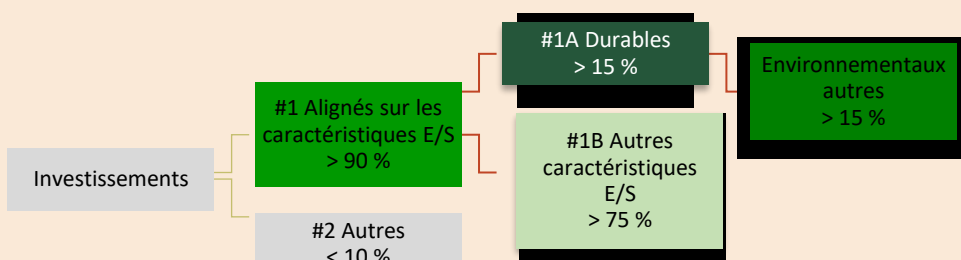 Investissements
#1 Alignés sur les
caractéristiques E/S
> 90 %
#2 Autres
< 10 %
#1A Durables
> 15 %
#1B Autres
caractéristiques
E/S
> 75 %
Environnementaux
autres
> 15 %